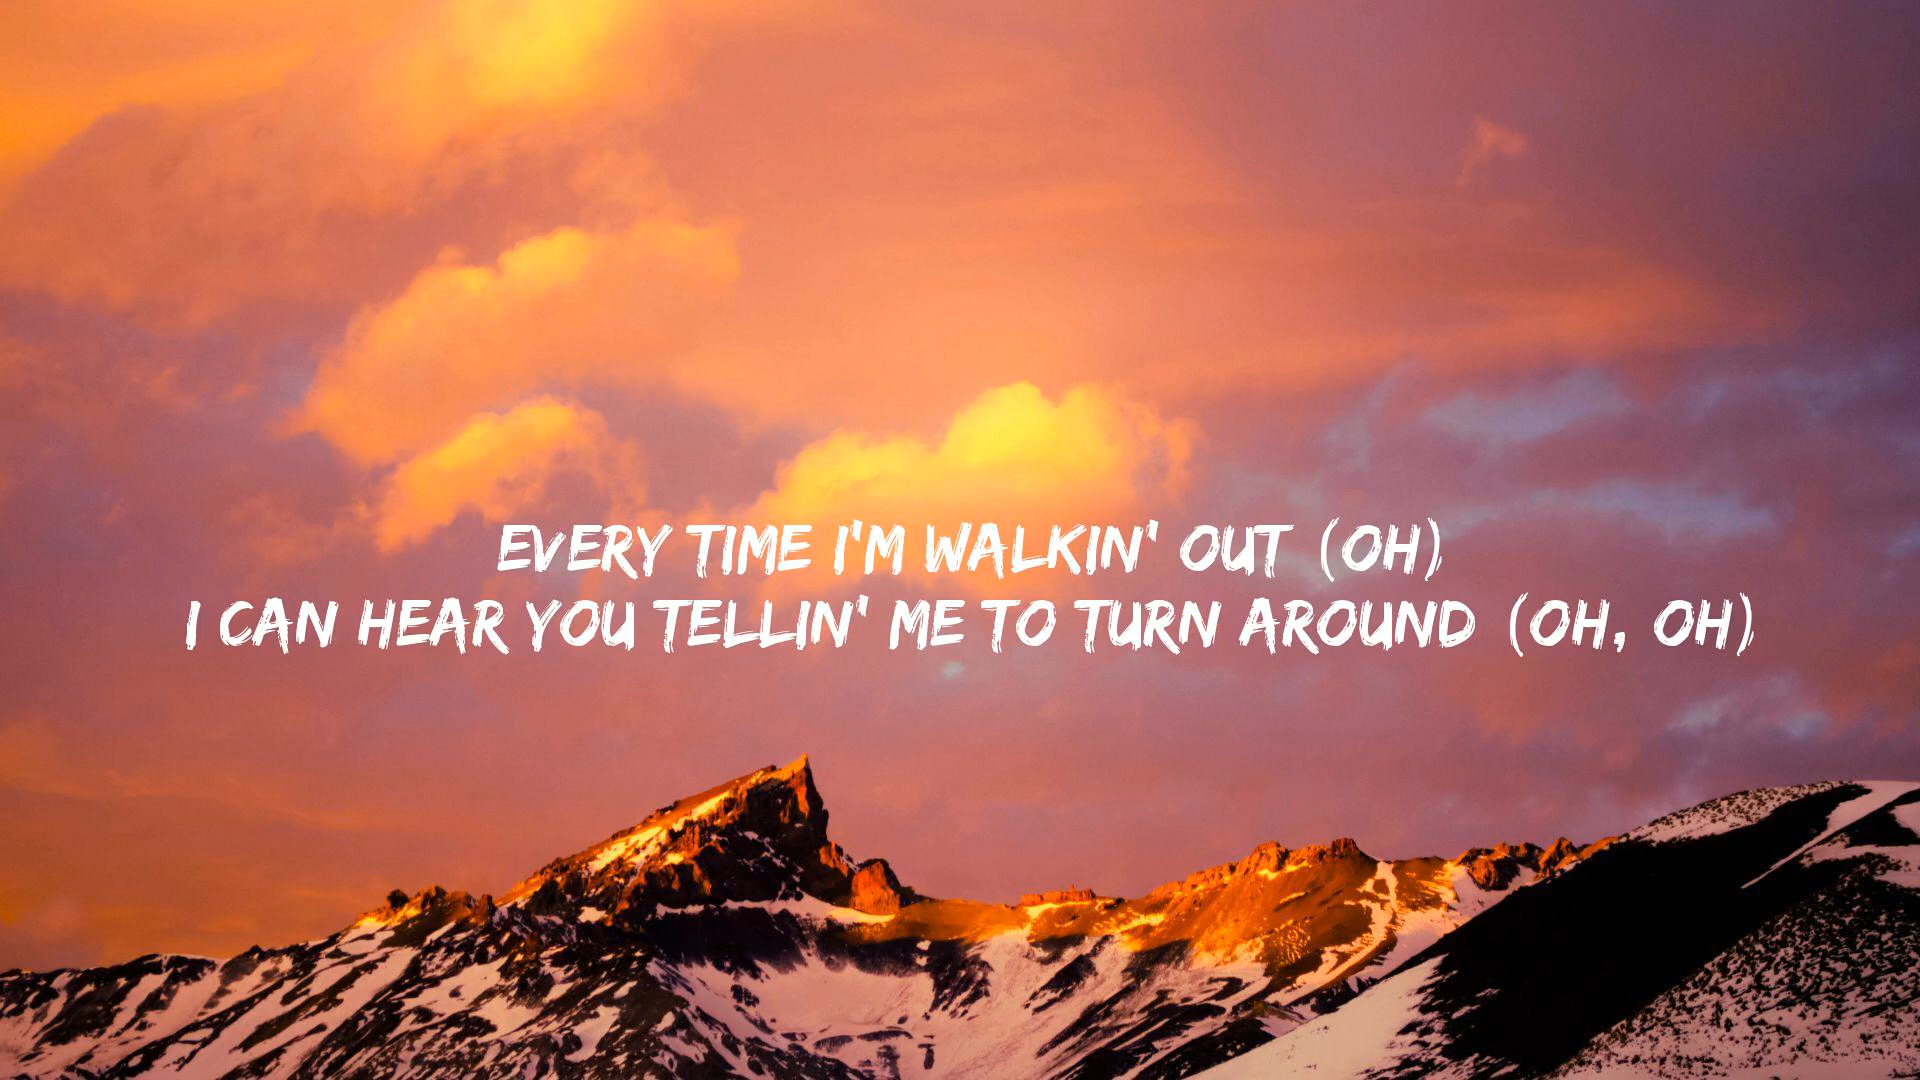 EVERY TIME I'M WALKIN' OUT (OH)
I CAN HEAR YOU TELLIN' ME TO TURN AROUND (OH, OH)